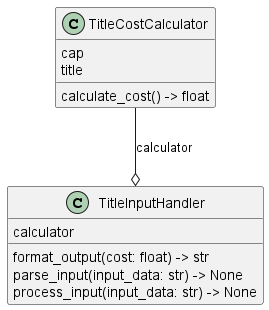 C TitleCostCalculator
cap
title
calculate_cost() -> float
calculator
C TitleInputHandler
calculator
format_output(cost: float) -> str
parse_input(input_data: str) -> None
process_input(input_data: str) -> None